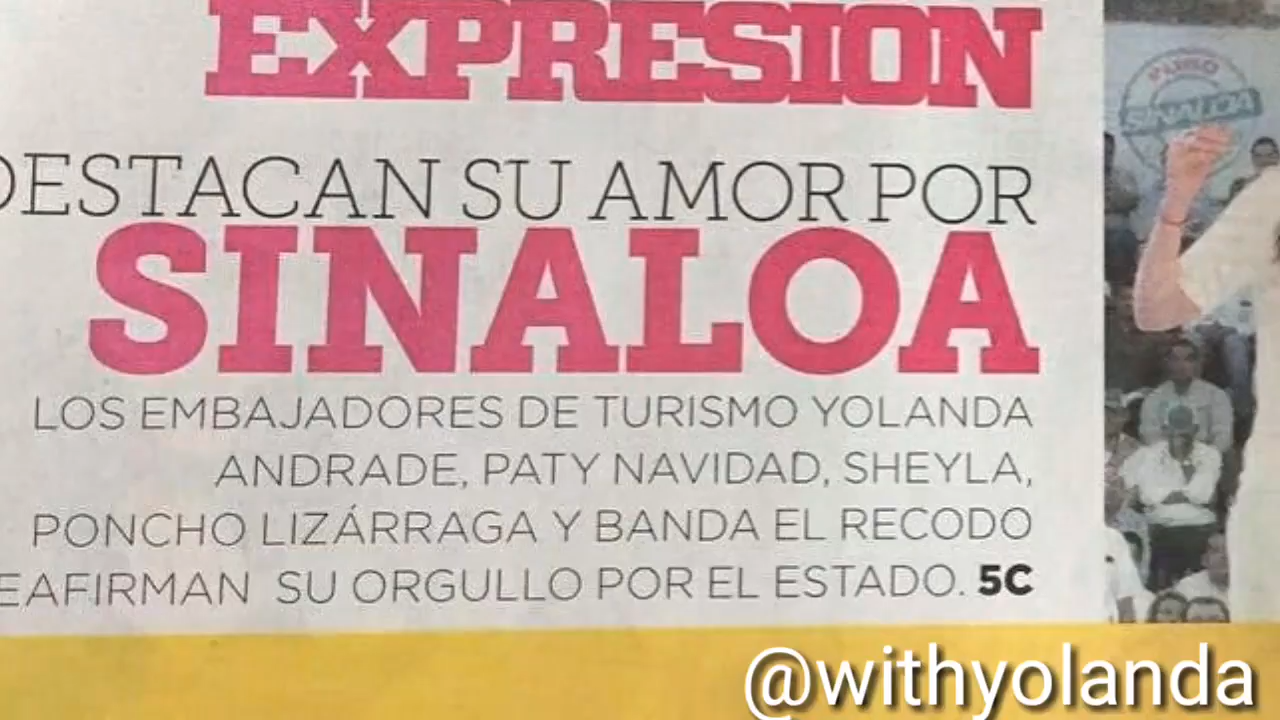 EXPRESION
DESTACAN SU AMOR POR
SINALOA
LOS EMBAJADORES DE TURISMO YOLANDA
ANDRADE, PATY NAVIDAD, SHEYLA,
PONCHO LIZÁRRAGA Y BANDA EL RECODO
EAFIRMAN SU ORGULLO POR EL ESTADO. 5C
PURO
SINALOA
@withyolanda